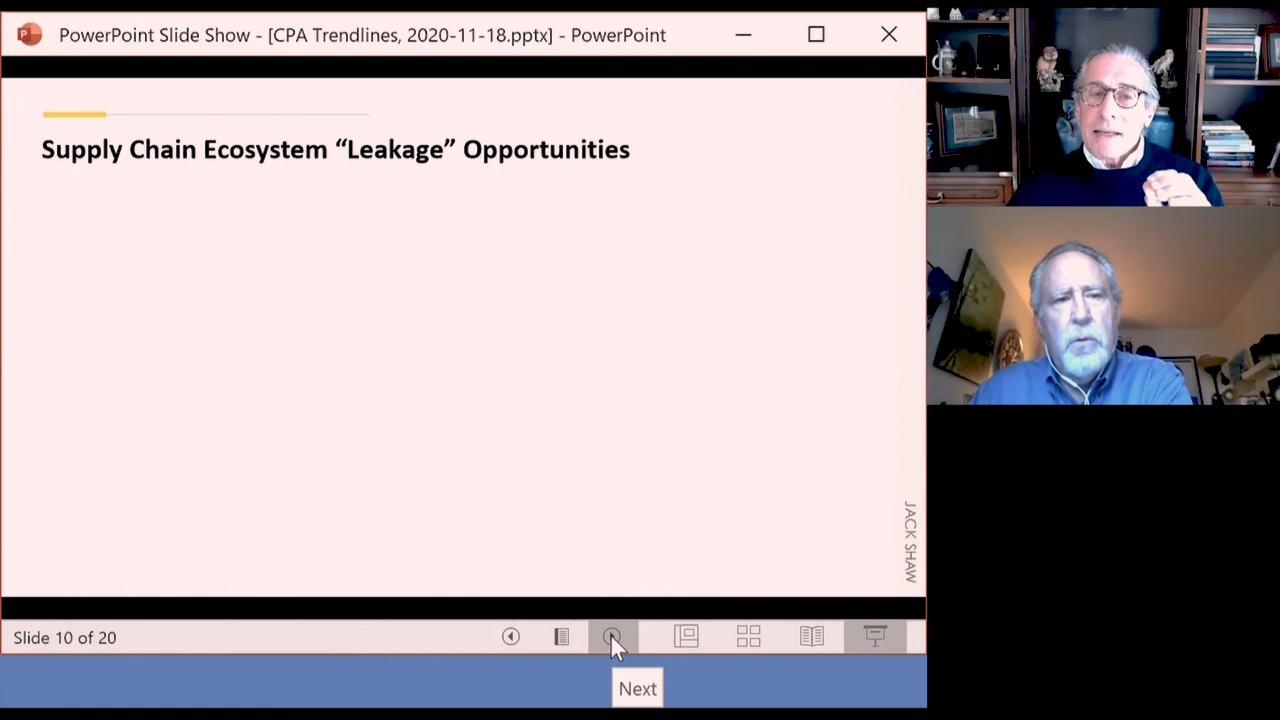 PowerPoint Slide Show - [CPA Trendlines, 2020-11-18.pptx] - PowerPoint
Supply Chain Ecosystem “Leakage” Opportunities
JACK SHAW
Slide 10 of 20
Next